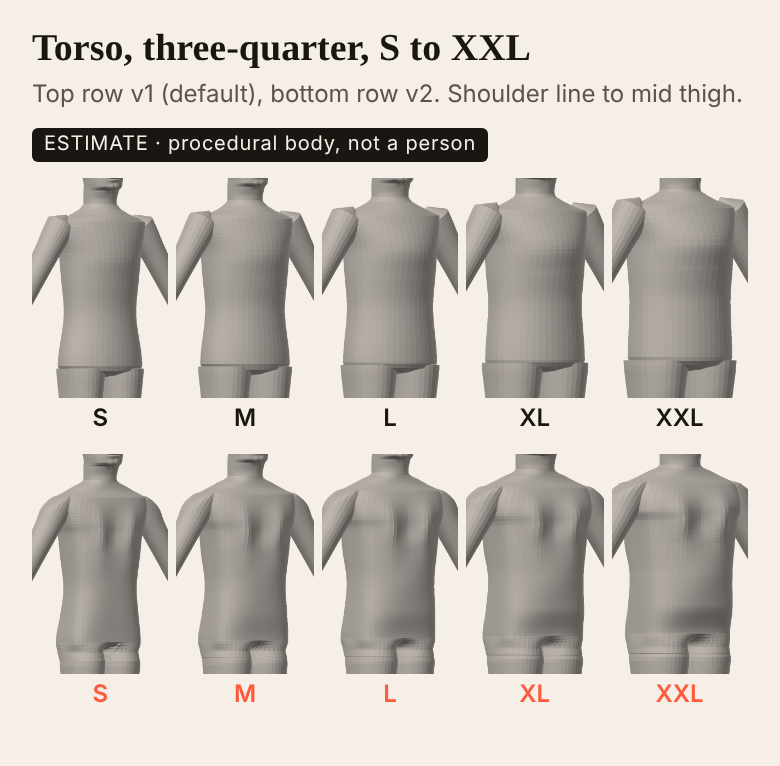 Torso, three-quarter, S to XXL
Top row v1 (default), bottom row v2. Shoulder line to mid thigh.
ESTIMATE · procedural body, not a person
S M L XL XXL
S M L XL XXL